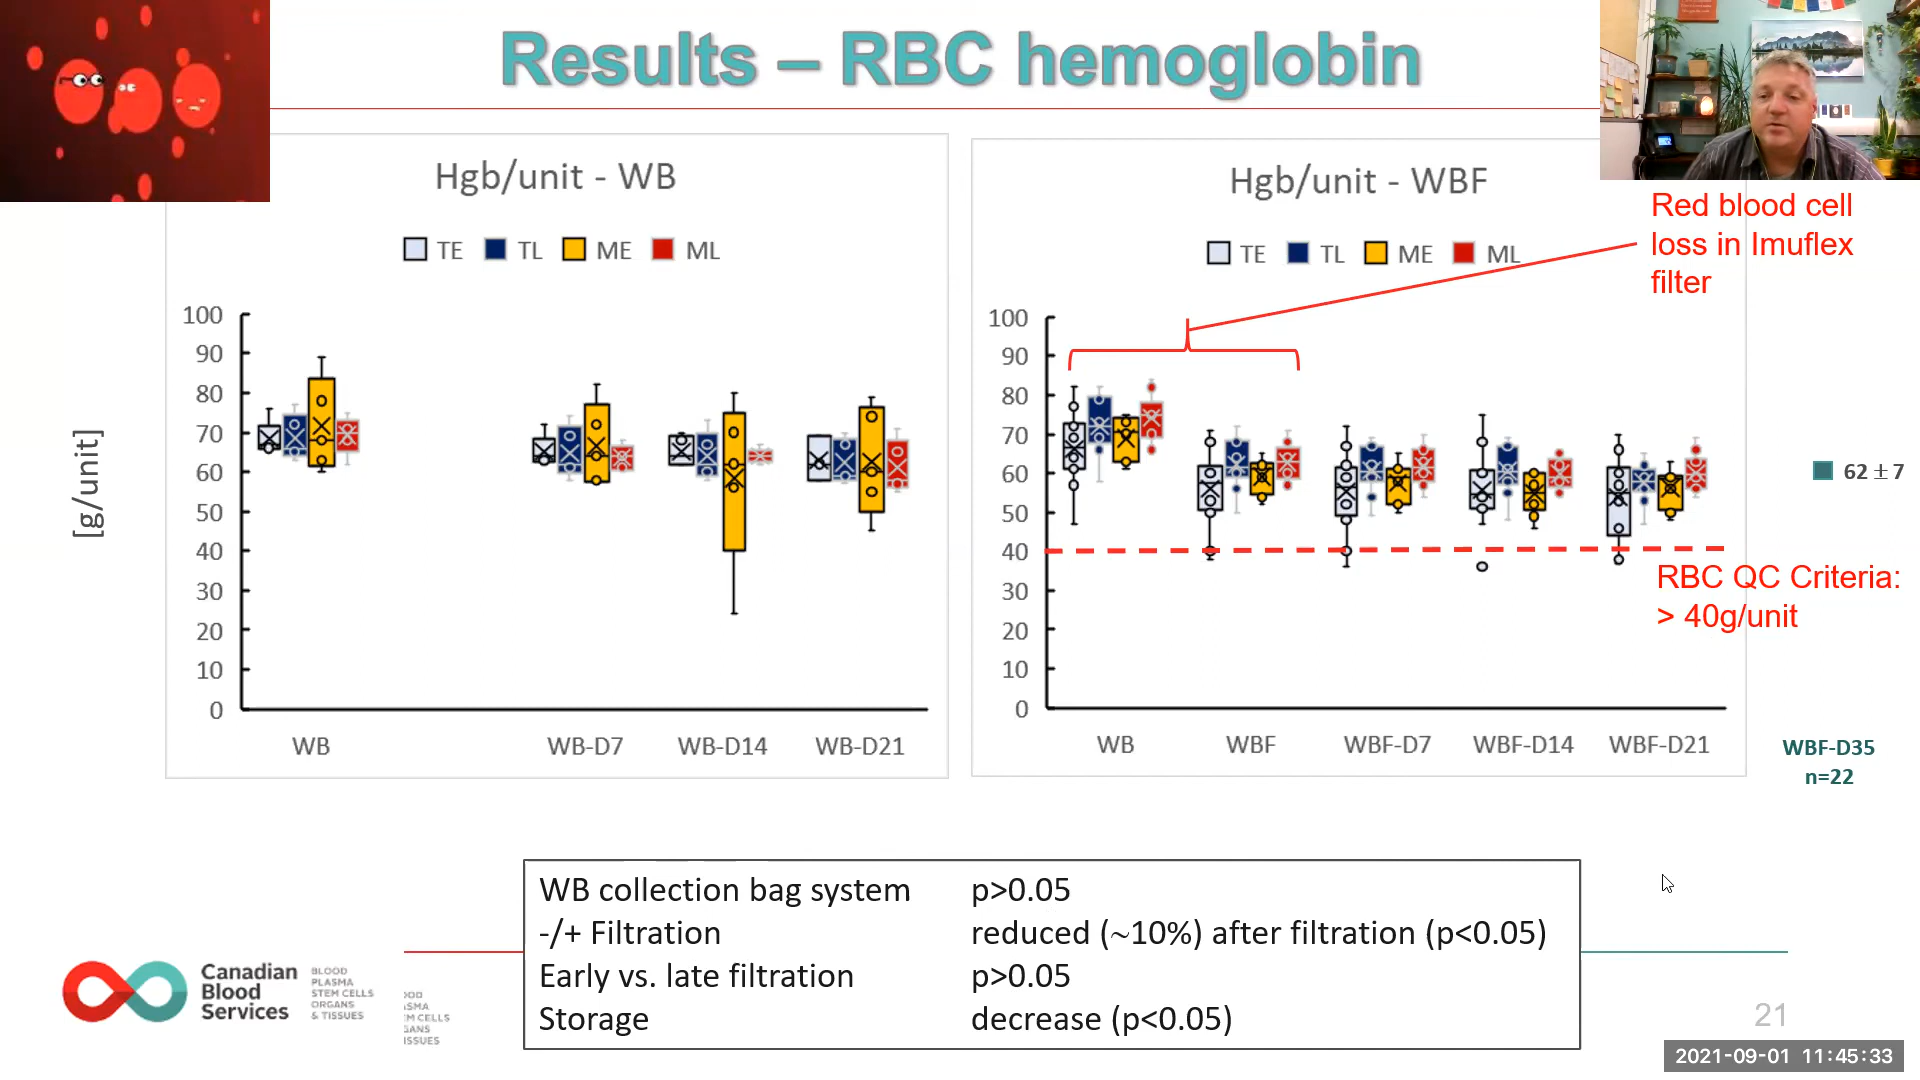 Results – RBC hemoglobin
Hgb/unit - WB
TE TL ME ML
[g/unit]
100
90
80
70
60
50
40
30
20
10
0
WB WB-D7 WB-D14 WB-D21
Hgb/unit - WBF
TE TL ME ML
100
90
80
70
60
50
40
30
20
10
0
WB WBF WBF-D7 WBF-D14 WBF-D21
Red blood cell
loss in Imuflex
filter
62 ± 7
RBC QC Criteria:
> 40g/unit
WBF-D35
n=22
WB collection bag system p>0.05
-/+ Filtration reduced (~10%) after filtration (p<0.05)
Early vs. late filtration p>0.05
Storage decrease (p<0.05)
Canadian
Blood
Services
BLOOD
PLASMA
STEM CELLS
ORGANS
& TISSUES
21
2021-09-01 11:45:33